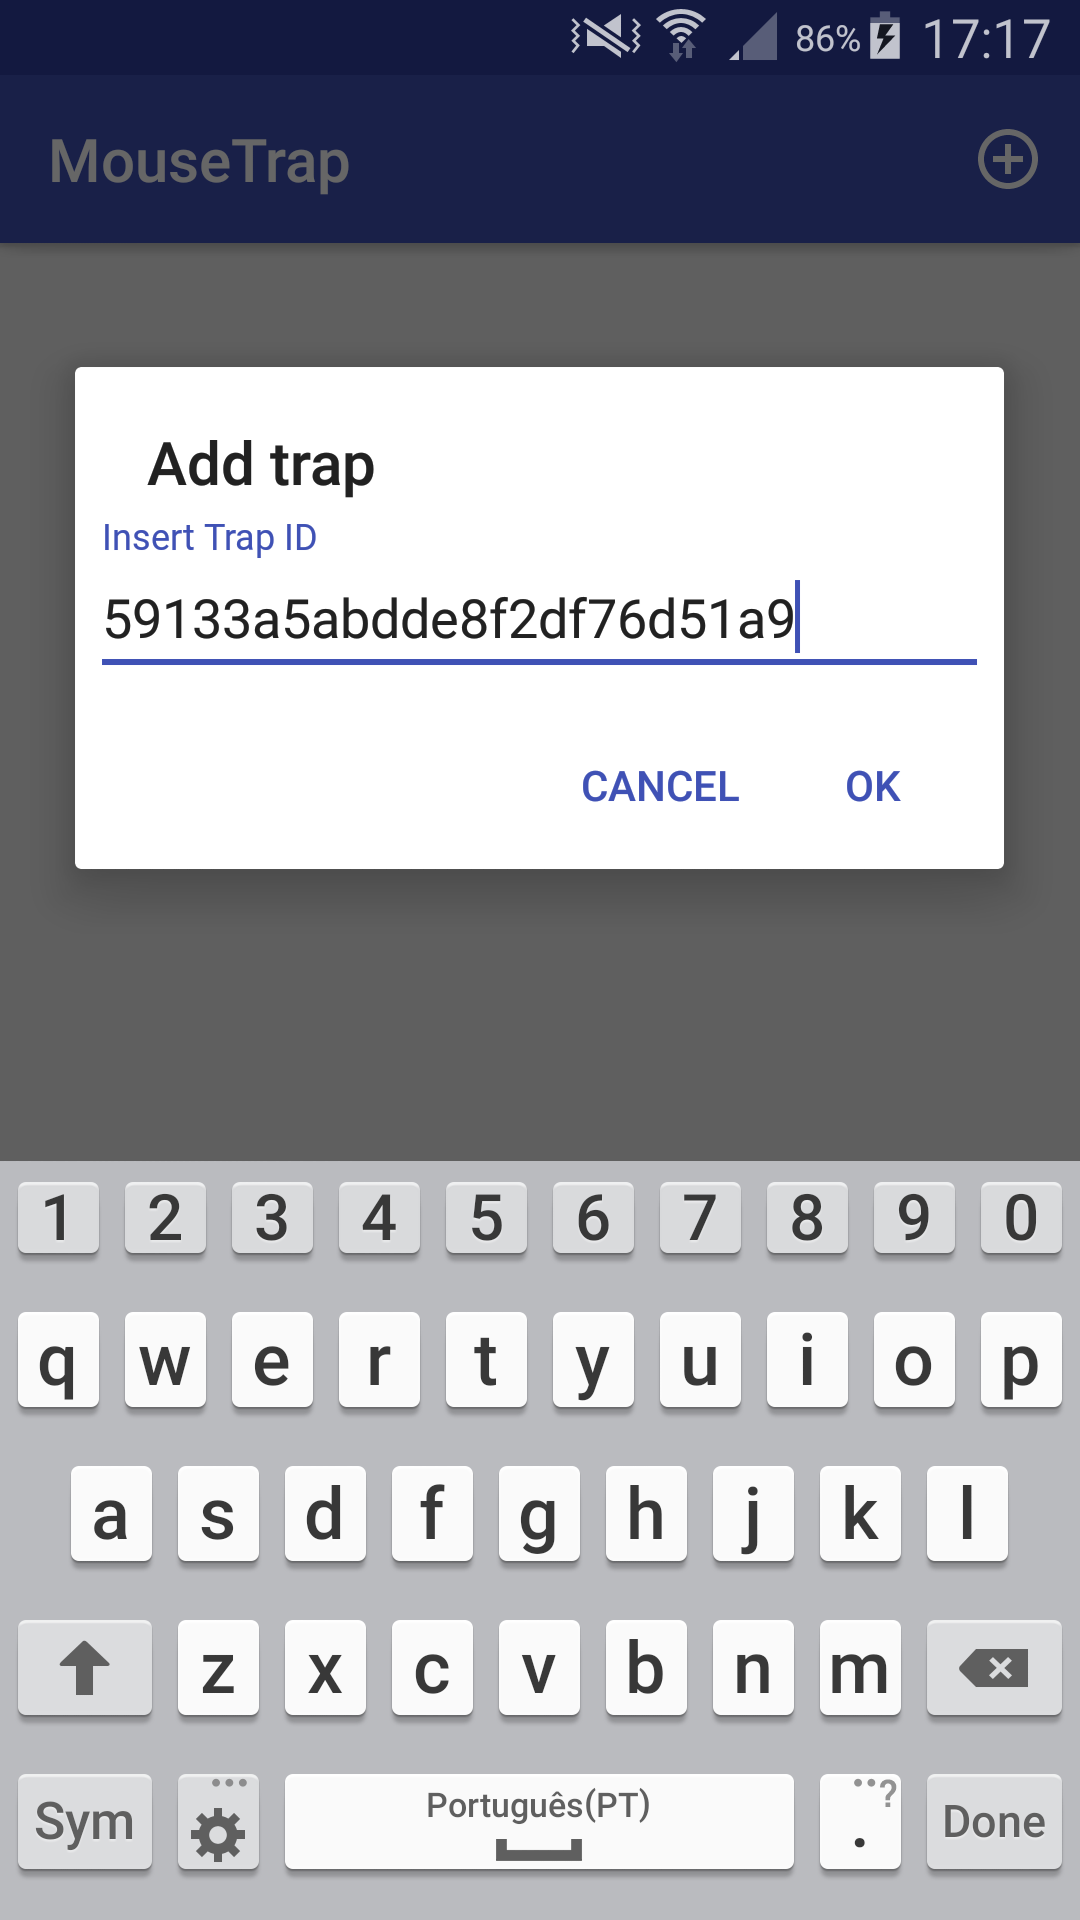 86% 17:17
MouseTrap
Add trap
Insert Trap ID
59133a5abdde8f2df76d51a9
CANCEL OK
1 2 3 4 5 6 7 8 9 0
q w e r t y u i o p
a s d f g h j k l
z x c v b n m
Sym ... Português(PT) ..? . Done